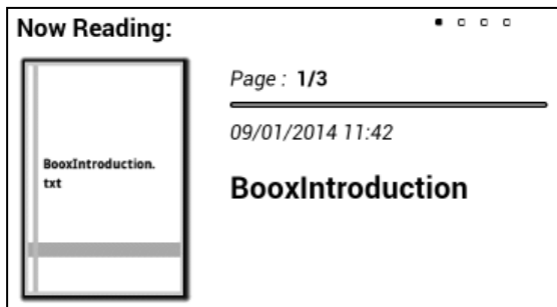 Now Reading:
Page : 1/3
09/01/2014 11:42
BooxIntroduction.
txt
BooxIntroduction